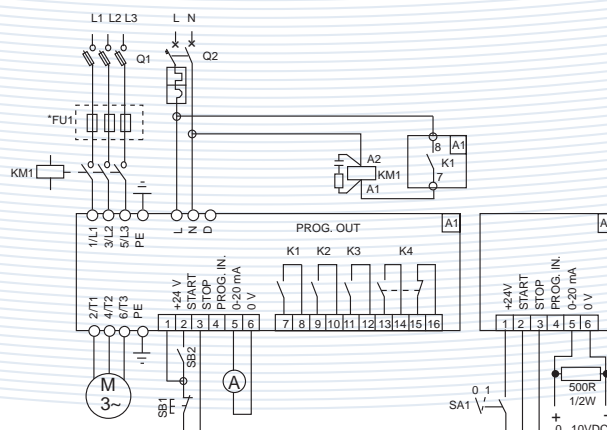 L1 L2 L3
L N
Q1
Q2
*FU1
KM1
A2
KM1
A1
8
A1
K1
7
1/L1
3/L2
5/L3
PE
L
N
D
PROG. OUT
A1
K1 K2 K3 K4
2/T1
4/T2
6/T3
PE
+24 V
START
STOP
PROG. IN.
0-20 mA
0 V
1 2 3 4 5 6
7 8 9 10 11 12 13 14 15 16
M
3~
SB2
SB1
A
A
+24V
START
STOP
PROG. IN.
0-20mA
0 V
1 2 3 4 5 6
500R
1/2W
0 1
SA1
+ -
0 10VDC